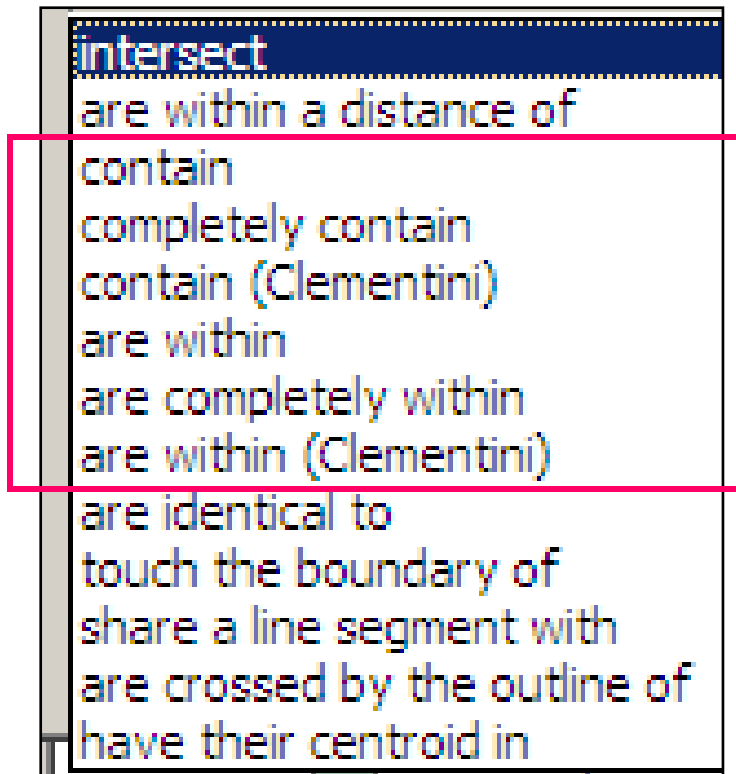 intersect
are within a distance of
contain
completely contain
contain (Clementini)
are within
are completely within
are within (Clementini)
are identical to
touch the boundary of
share a line segment with
are crossed by the outline of
have their centroid in